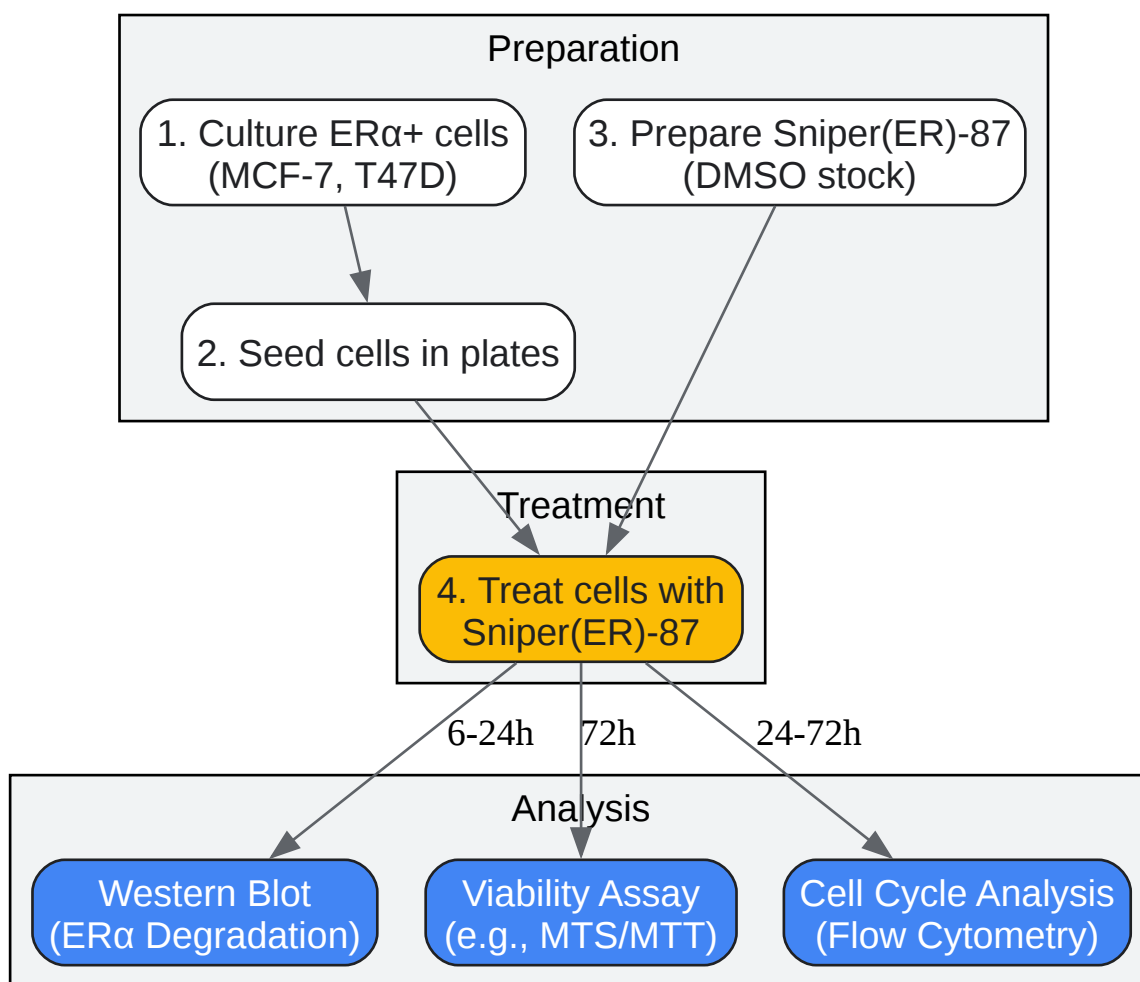 Preparation
1. Culture ERα+ cells
(MCF-7, T47D)
3. Prepare Sniper(ER)-87
(DMSO stock)
2. Seed cells in plates
Treatment
4. Treat cells with
Sniper(ER)-87
6-24h
72h
24-72h
Analysis
Western Blot
(ERα Degradation)
Viability Assay
(e.g., MTS/MTT)
Cell Cycle Analysis
(Flow Cytometry)